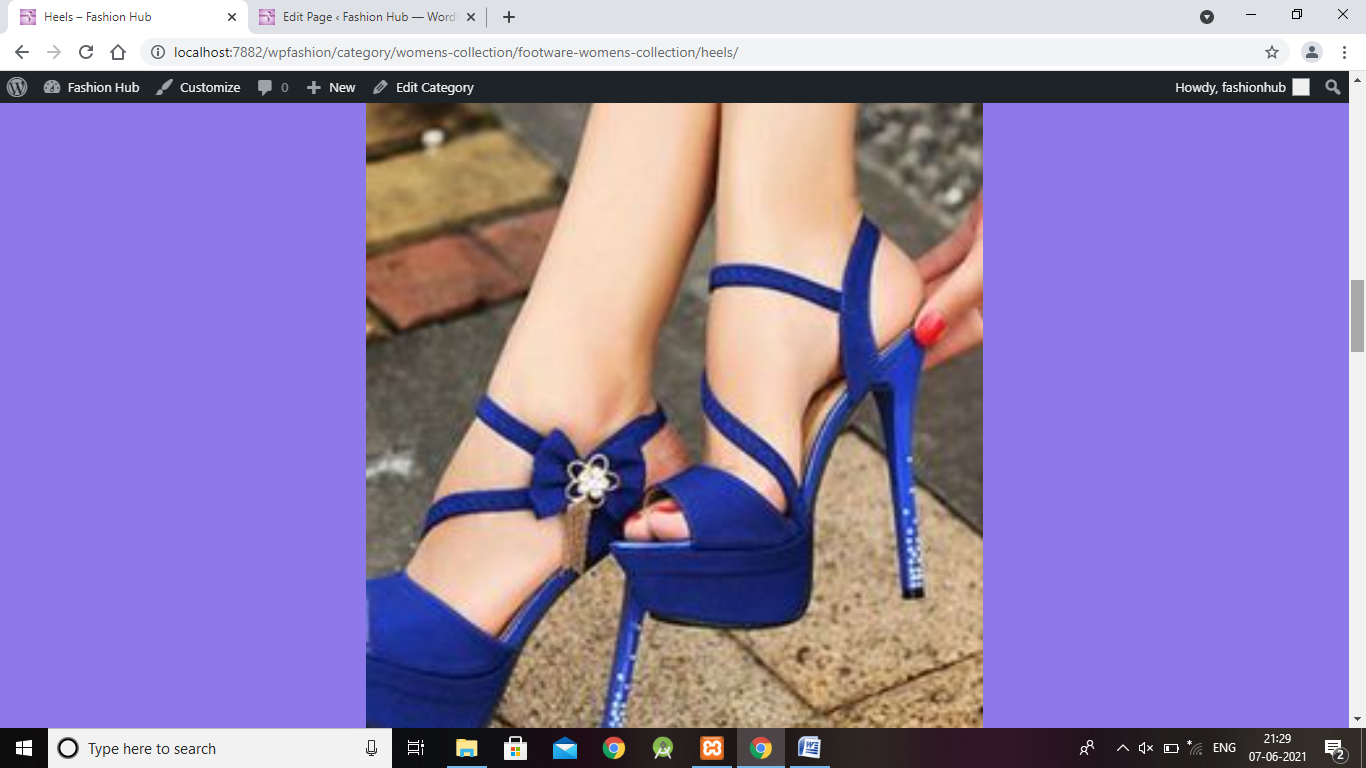 Heels – Fashion Hub
Edit Page ‹ Fashion Hub — Word
localhost:7882/wpfashion/category/womens-collection/footware-womens-collection/heels/
Fashion Hub Customize 0 New Edit Category Howdy, fashionhub
Type here to search
ENG
21:29
07-06-2021
2